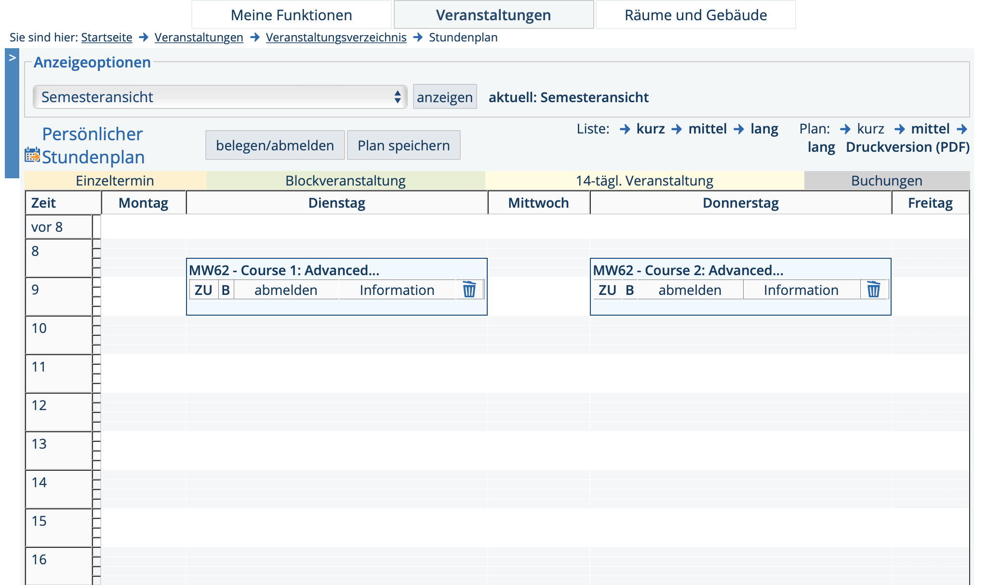 Meine Funktionen Veranstaltungen Räume und Gebäude
Sie sind hier: Startseite Veranstaltungen Veranstaltungsverzeichnis Stundenplan
>
Anzeigeoptionen
Semesteransicht anzeigen aktuell: Semesteransicht
Persönlicher Stundenplan
belegen/abmelden Plan speichern
Liste: kurz mittel lang Plan: kurz mittel
lang Druckversion (PDF)
Einzeltermin Blockveranstaltung 14-tägl. Veranstaltung Buchungen
Zeit Montag Dienstag Mittwoch Donnerstag Freitag
vor 8
8
MW62 - Course 1: Advanced... MW62 - Course 2: Advanced...
9 ZU B abmelden Information ZU B abmelden Information
10
11
12
13
14
15
16